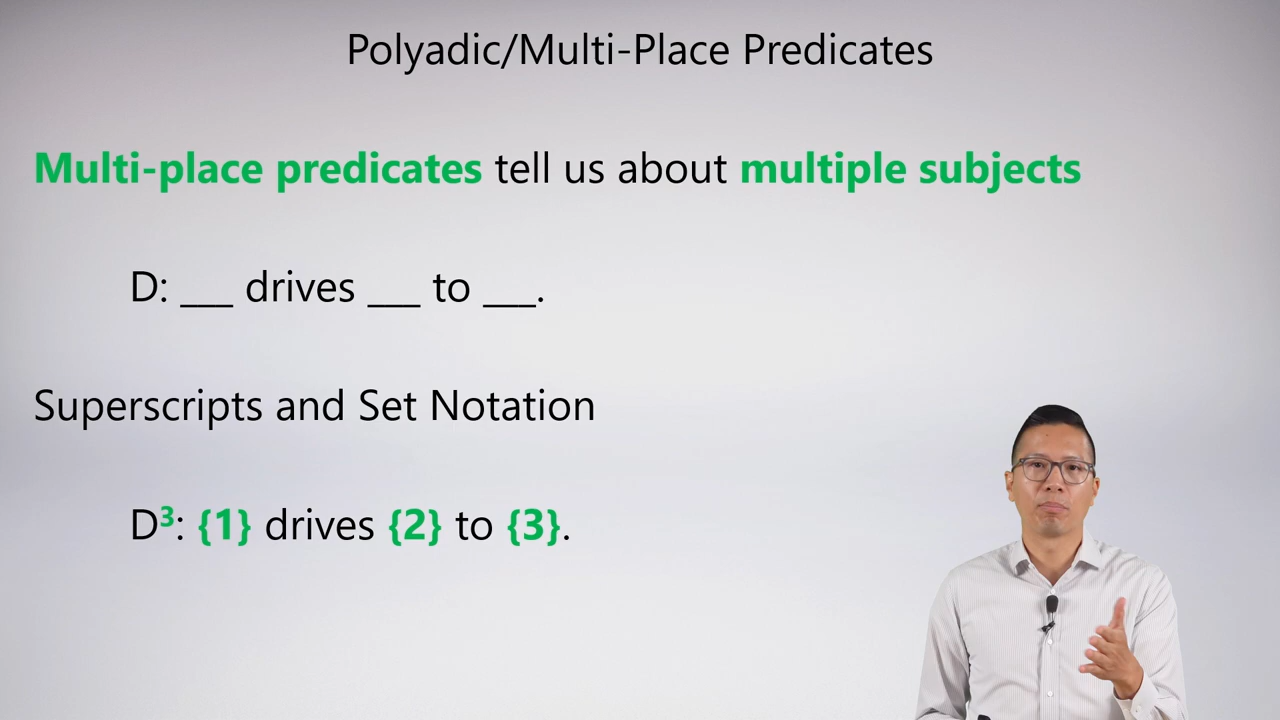 Polyadic/Multi-Place Predicates
Multi-place predicates tell us about multiple subjects
D: ___ drives ___ to ___.
Superscripts and Set Notation
D³: {1} drives {2} to {3}.